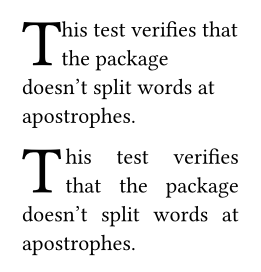 This test verifies that
the package
doesn’t split words at
apostrophes.
This test verifies
that the package
doesn’t split words at
apostrophes.